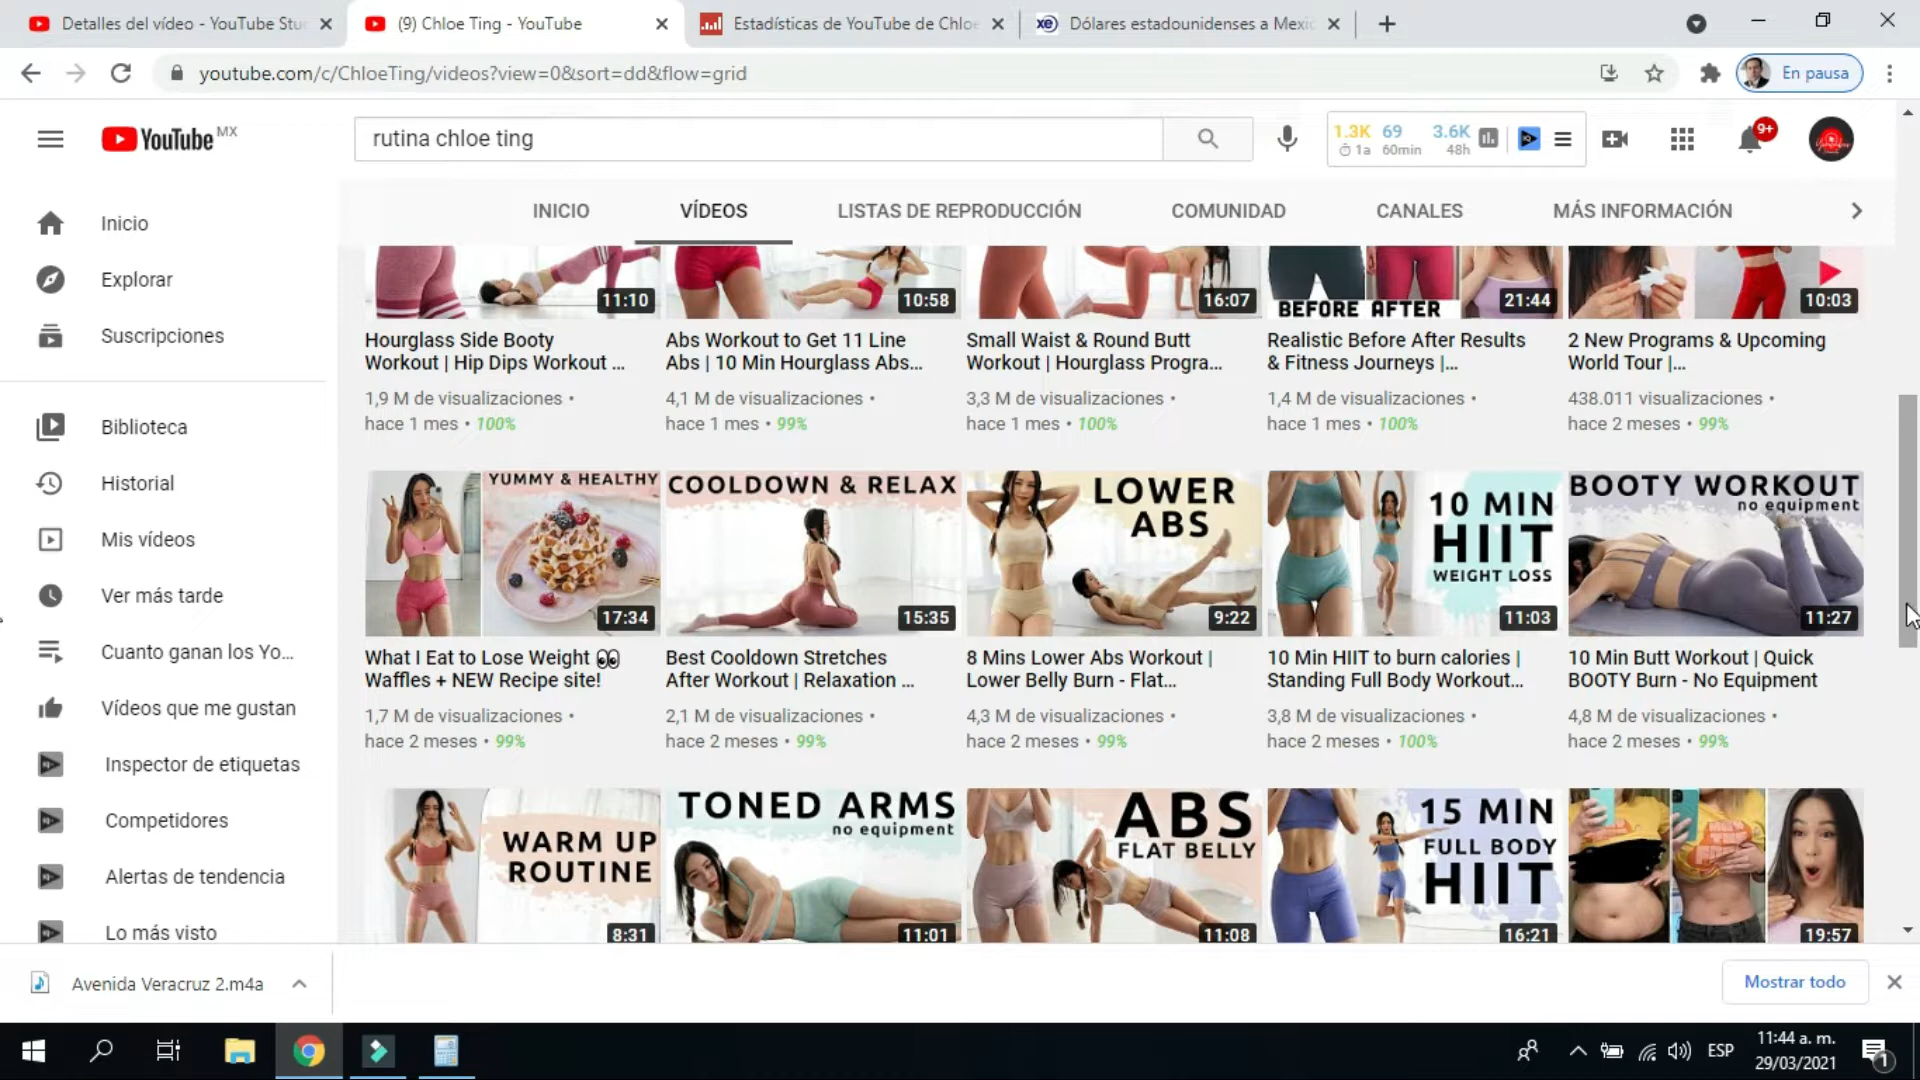 Detalles del vídeo - YouTube Stu
(9) Chloe Ting - YouTube
Estadísticas de YouTube de Chloe
xe
Dólares estadounidenses a Mexi
youtube.com/c/ChloeTing/videos?view=0&sort=dd&flow=grid
En pausa
YouTube MX
rutina chloe ting
1.3K 69 3.6K
1a 60min 48h
9+
INICIO
VÍDEOS
LISTAS DE REPRODUCCIÓN
COMUNIDAD
CANALES
MÁS INFORMACIÓN
Inicio
Explorar
Suscripciones
Biblioteca
Historial
Mis vídeos
Ver más tarde
Cuanto ganan los Yo...
Vídeos que me gustan
Inspector de etiquetas
Competidores
Alertas de tendencia
Lo más visto
11:10
10:58
16:07
BEFORE AFTER
21:44
10:03
Hourglass Side Booty
Workout | Hip Dips Workout ...
1,9 M de visualizaciones •
hace 1 mes • 100%
Abs Workout to Get 11 Line
Abs | 10 Min Hourglass Abs...
4,1 M de visualizaciones •
hace 1 mes • 99%
Small Waist & Round Butt
Workout | Hourglass Progra...
3,3 M de visualizaciones •
hace 1 mes • 100%
Realistic Before After Results
& Fitness Journeys |...
1,4 M de visualizaciones •
hace 1 mes • 100%
2 New Programs & Upcoming
World Tour |...
438.011 visualizaciones •
hace 2 meses • 99%
YUMMY & HEALTHY
17:34
COOLDOWN & RELAX
15:35
LOWER
ABS
9:22
10 MIN
HIIT
WEIGHT LOSS
11:03
BOOTY WORKOUT
no equipment
11:27
What I Eat to Lose Weight 👀
Waffles + NEW Recipe site!
1,7 M de visualizaciones •
hace 2 meses • 99%
Best Cooldown Stretches
After Workout | Relaxation ...
2,1 M de visualizaciones •
hace 2 meses • 99%
8 Mins Lower Abs Workout |
Lower Belly Burn - Flat...
4,3 M de visualizaciones •
hace 2 meses • 99%
10 Min HIIT to burn calories |
Standing Full Body Workout...
3,8 M de visualizaciones •
hace 2 meses • 100%
10 Min Butt Workout | Quick
BOOTY Burn - No Equipment
4,8 M de visualizaciones •
hace 2 meses • 99%
WARM UP
ROUTINE
8:31
TONED ARMS
no equipment
11:01
ABS
FLAT BELLY
11:08
15 MIN
FULL BODY
HIIT
16:21
19:57
Avenida Veracruz 2.m4a
Mostrar todo
ESP
11:44 a. m.
29/03/2021
1